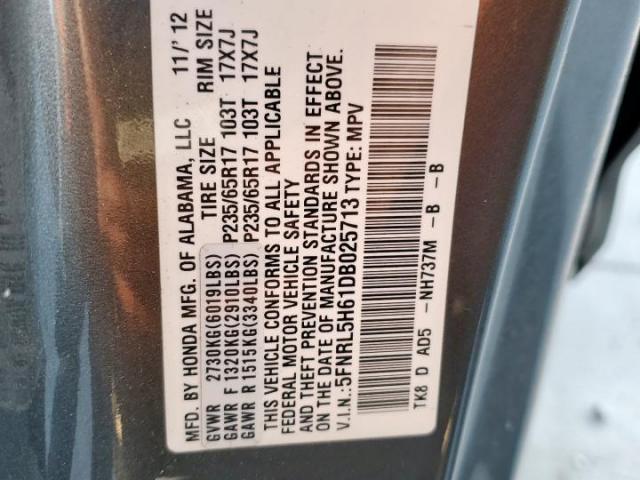 MFD. BY HONDA MFG. OF ALABAMA, LLC 11/'12
TIRE SIZE RIM SIZE
GVWR 2730KG(6019LBS)
GAWR F 1320KG(2910LBS) P235/65R17 103T 17X7J
GAWR R 1515KG(3340LBS) P235/65R17 103T 17X7J
THIS VEHICLE CONFORMS TO ALL APPLICABLE
FEDERAL MOTOR VEHICLE SAFETY
AND THEFT PREVENTION STANDARDS IN EFFECT
ON THE DATE OF MANUFACTURE SHOWN ABOVE.
V.I.N.:5FNRL5H61DB025713 TYPE: MPV
TK8 D AD5 -NH737M -B -B